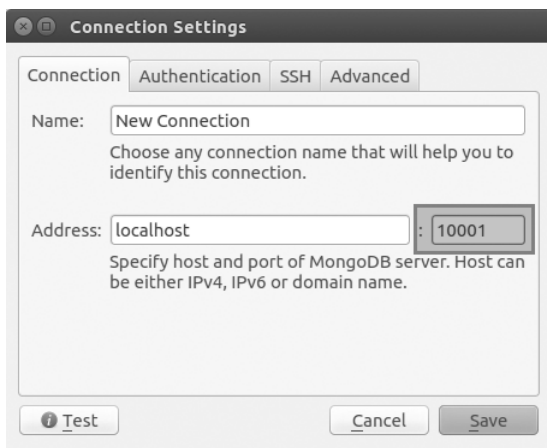 Connection Settings
Connection Authentication SSH Advanced
Name: New Connection
Choose any connection name that will help you to
identify this connection.
Address: localhost : 10001
Specify host and port of MongoDB server. Host can
be either IPv4, IPv6 or domain name.
Test Cancel Save